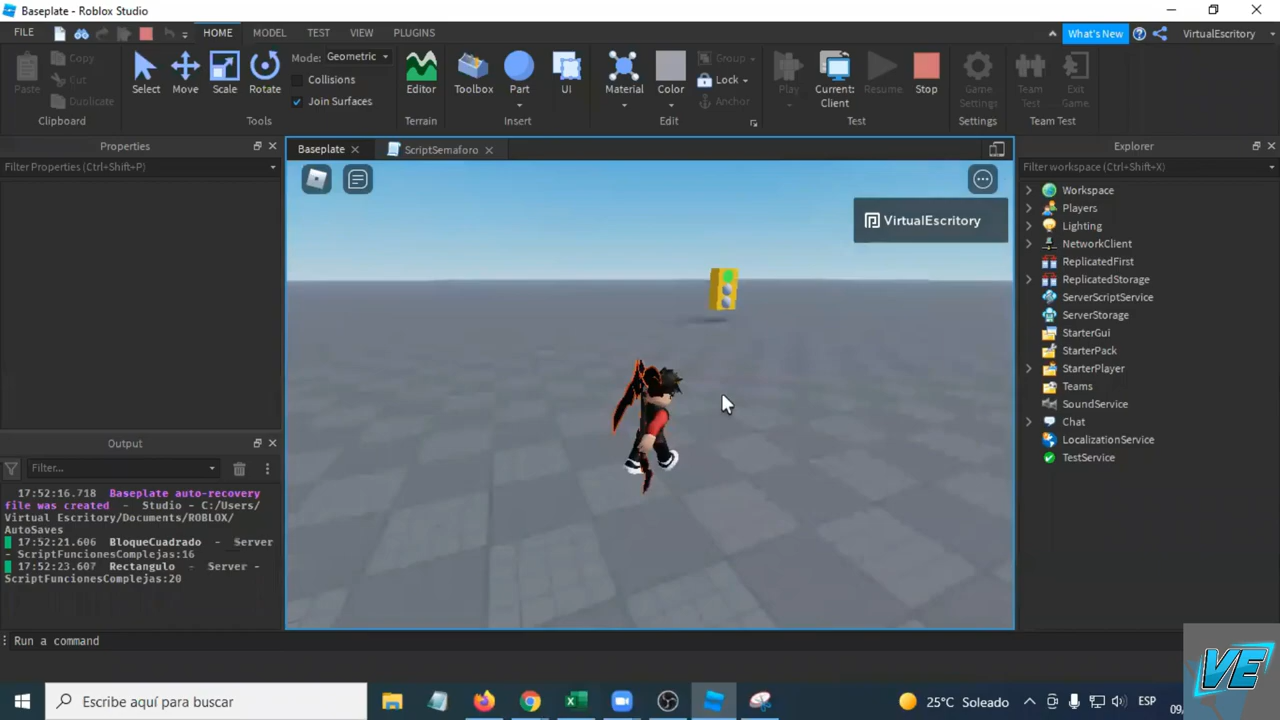 Baseplate - Roblox Studio
FILE
HOME
MODEL
TEST
VIEW
PLUGINS
What's New
VirtualEscritory
Paste
Copy
Cut
Duplicate
Clipboard
Select
Move
Scale
Rotate
Mode: Geometric
Collisions
Join Surfaces
Tools
Editor
Terrain
Toolbox
Part
UI
Insert
Material
Color
Group
Lock
Anchor
Edit
Play
Current:
Client
Resume
Stop
Test
Game
Settings
Settings
Team
Test
Exit
Game
Team Test
Properties
Filter Properties (Ctrl+Shift+P)
Baseplate
ScriptSemaforo
VirtualEscritory
Explorer
Filter workspace (Ctrl+Shift+X)
Workspace
Players
Lighting
NetworkClient
ReplicatedFirst
ReplicatedStorage
ServerScriptService
ServerStorage
StarterGui
StarterPack
StarterPlayer
Teams
SoundService
Chat
LocalizationService
TestService
Output
Filter...
17:52:16.718 Baseplate auto-recovery
file was created - Studio - C:/Users/
Virtual Escritory/Documents/ROBLOX/
AutoSaves
17:52:21.606 BloqueCuadrado - Server
- ScriptFuncionesComplejas:16
17:52:23.607 Rectangulo - Server -
ScriptFuncionesComplejas:20
Run a command
Escribe aquí para buscar
25°C Soleado
ESP
09/
VE